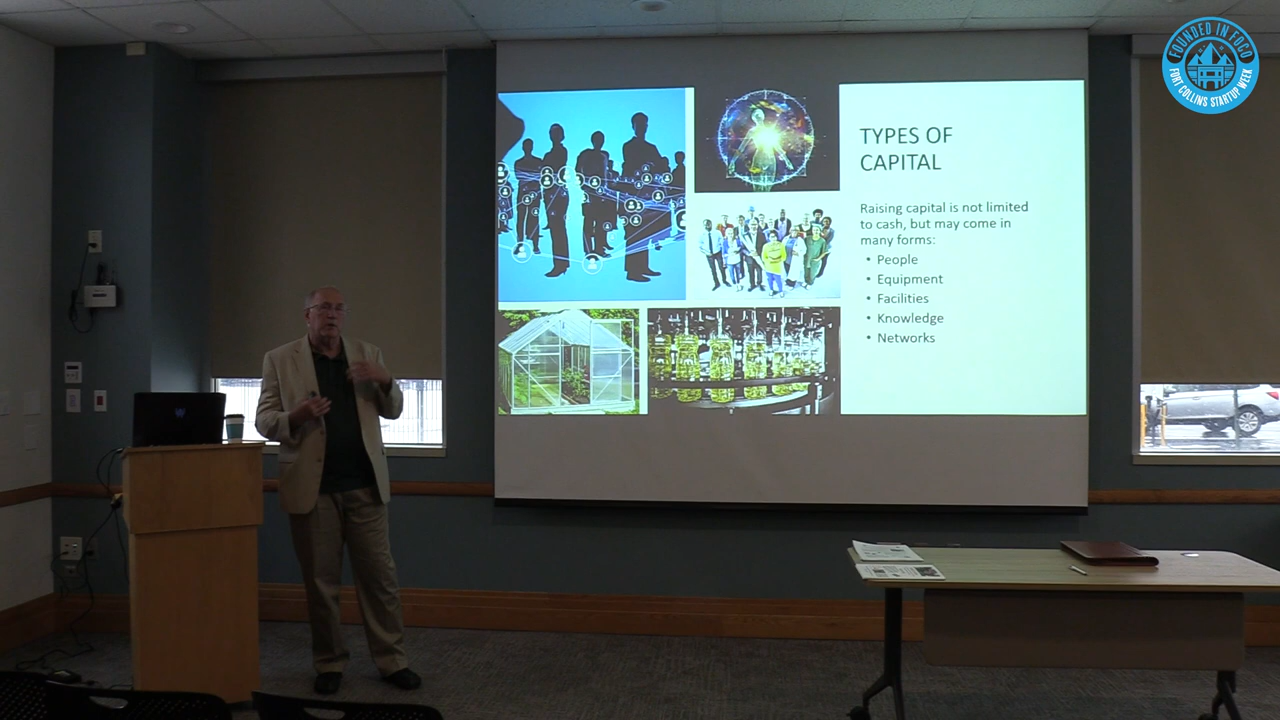 FOUNDED IN FOCO
FORT COLLINS STARTUP WEEK
TYPES OF
CAPITAL
Raising capital is not limited
to cash, but may come in
many forms:
• People
• Equipment
• Facilities
• Knowledge
• Networks
W